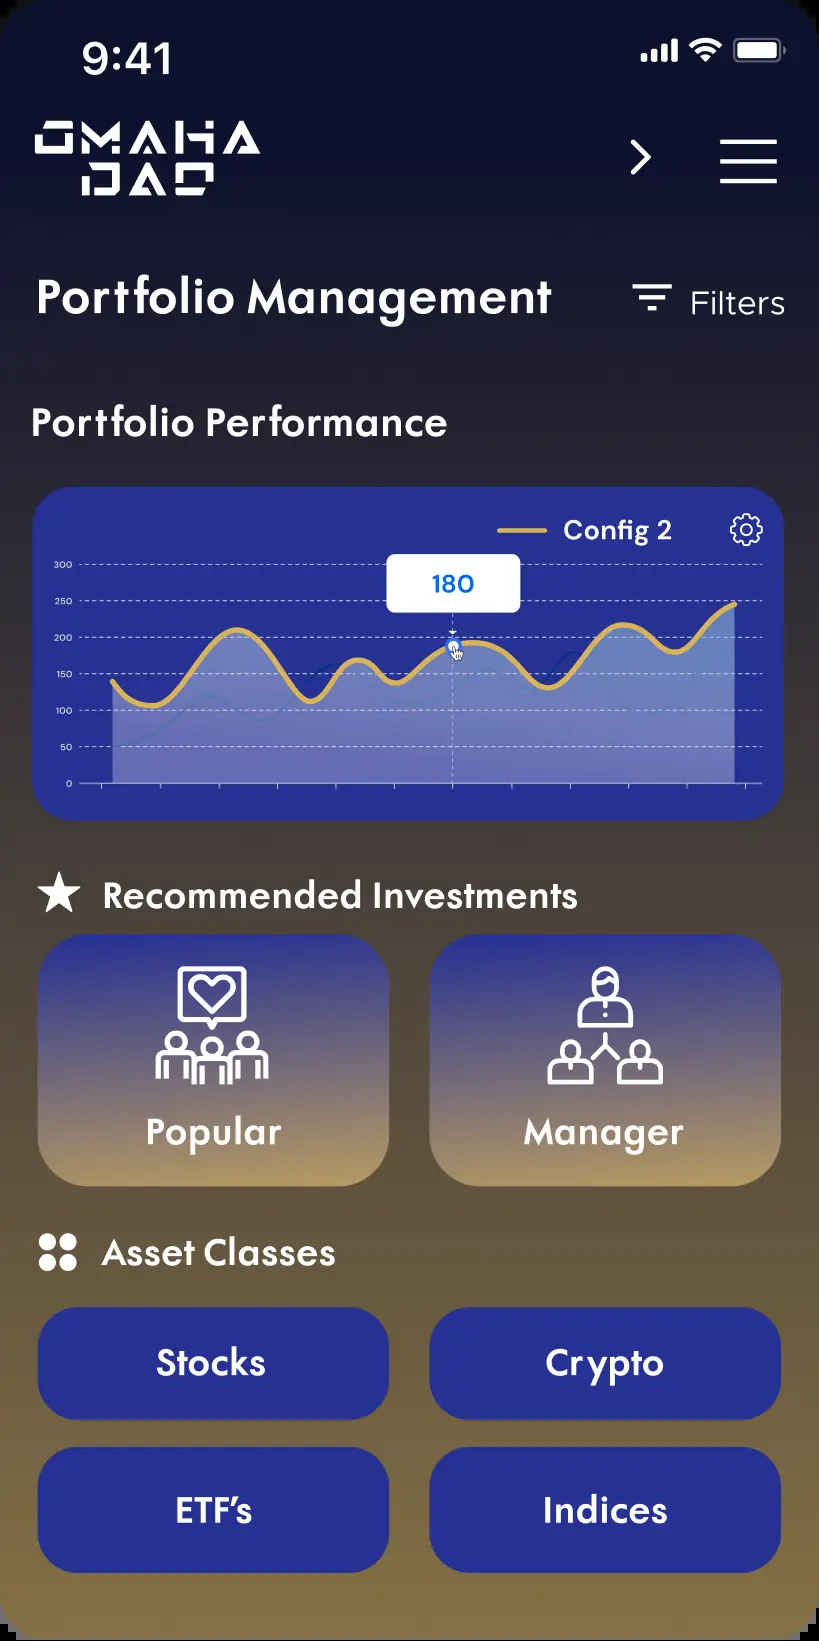 9:41
OMAHA
DAO
Portfolio Management
Filters
Portfolio Performance
Config 2
300
250
200
150
100
50
0
180
Recommended Investments
Popular
Manager
Asset Classes
Stocks
Crypto
ETF’s
Indices